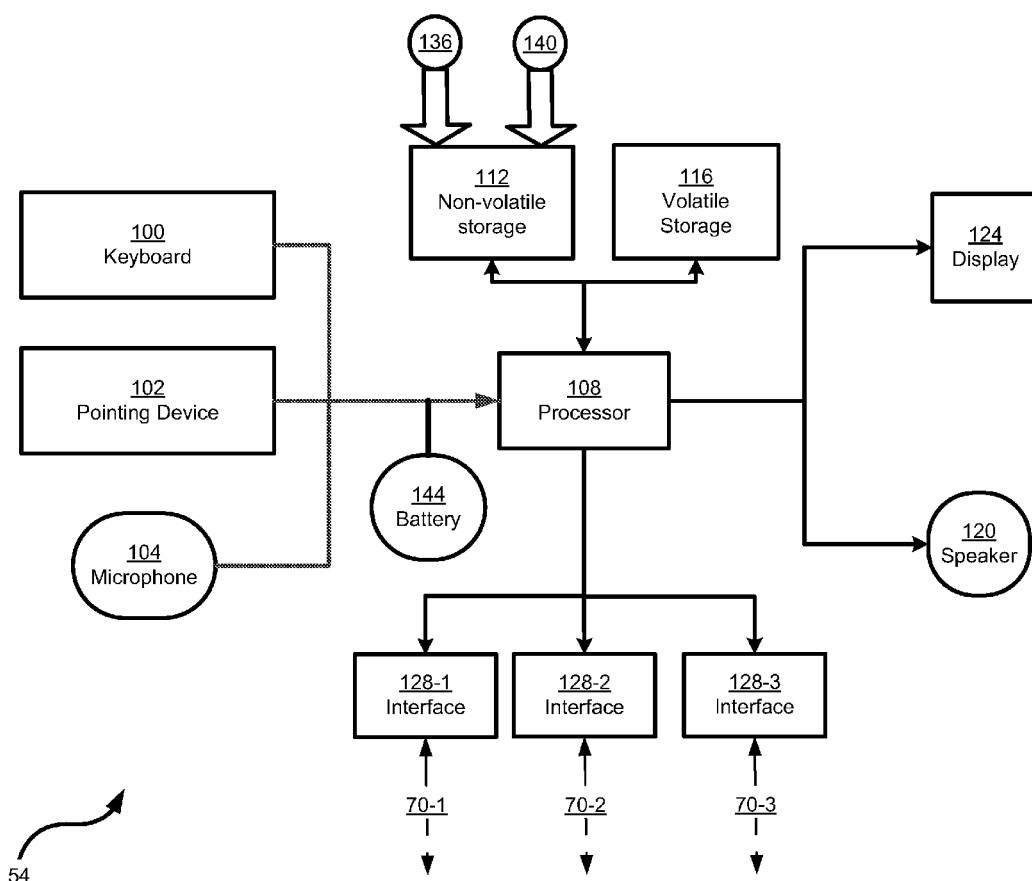 136
140
112
Non-volatile
storage
116
Volatile
Storage
100
Keyboard
124
Display
102
Pointing Device
108
Processor
144
Battery
104
Microphone
120
Speaker
128-1
Interface
128-2
Interface
128-3
Interface
70-1
70-2
70-3
54